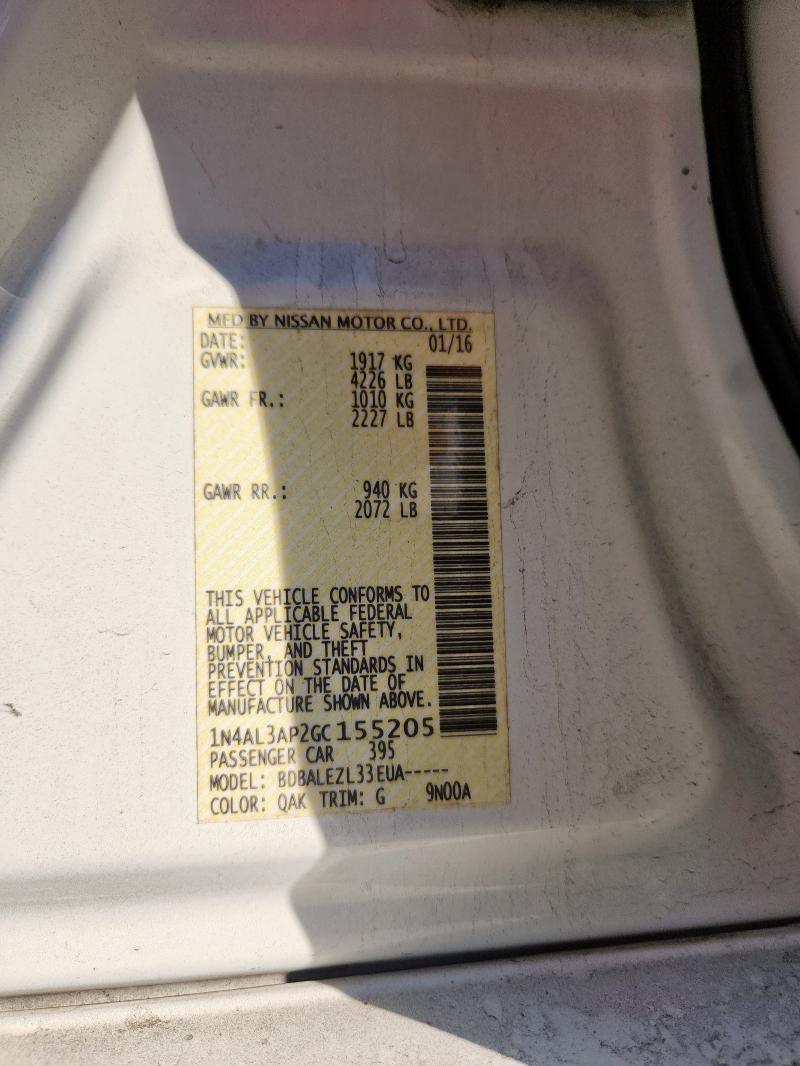 MFD BY NISSAN MOTOR CO., LTD.
DATE: 01/16
GVWR: 1917 KG
4226 LB
GAWR FR.: 1010 KG
2227 LB
GAWR RR.: 940 KG
2072 LB
THIS VEHICLE CONFORMS TO
ALL APPLICABLE FEDERAL
MOTOR VEHICLE SAFETY,
BUMPER, AND THEFT
PREVENTION STANDARDS IN
EFFECT ON THE DATE OF
MANUFACTURE SHOWN ABOVE.
1N4AL3AP2GC155205
PASSENGER CAR 395
MODEL: BDBALEZL33EUA-----
COLOR: QAK TRIM: G 9N00A